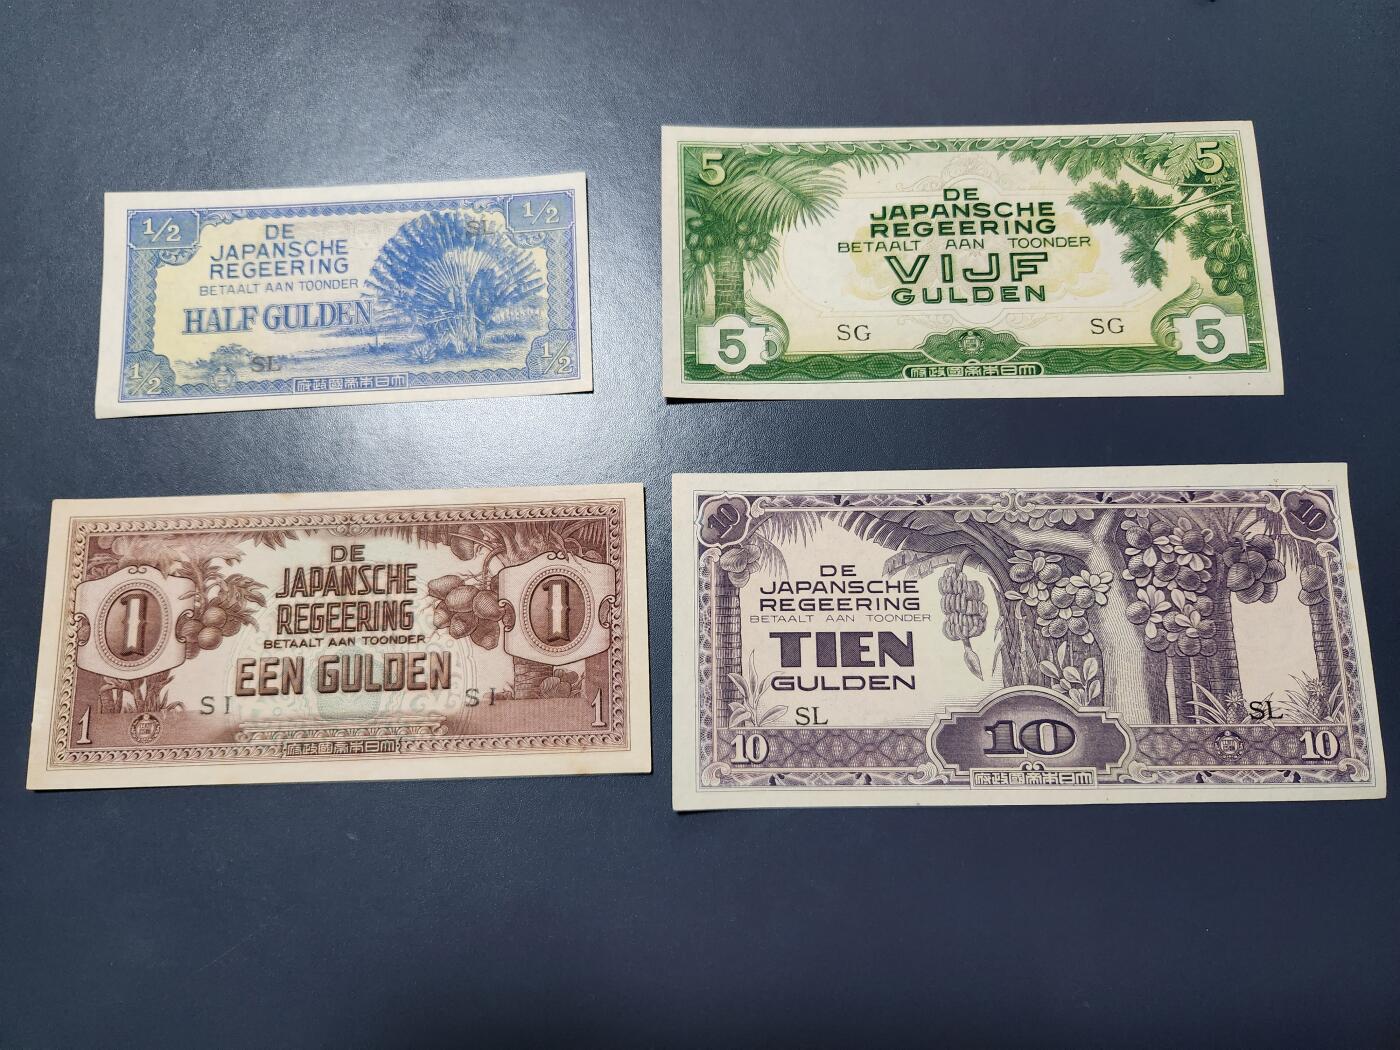 1/2
1/2
DE
JAPANSCHE
REGEERING
BETAALT AAN TOONDER
HALF GULDEN
SL
SL
1/2
1/2
府政國帝本日大
5
5
DE
JAPANSCHE
REGEERING
BETAALT AAN TOONDER
VIJF
GULDEN
SG
SG
5
5
府政國帝本日大
DE
JAPANSCHE
REGEERING
BETAALT AAN TOONDER
EEN GULDEN
1
1
SI
SI
1
1
府政國帝本日大
10
10
DE
JAPANSCHE
REGEERING
BETAALT AAN TOONDER
TIEN
GULDEN
SL
SL
10
10
10
府政國帝本日大